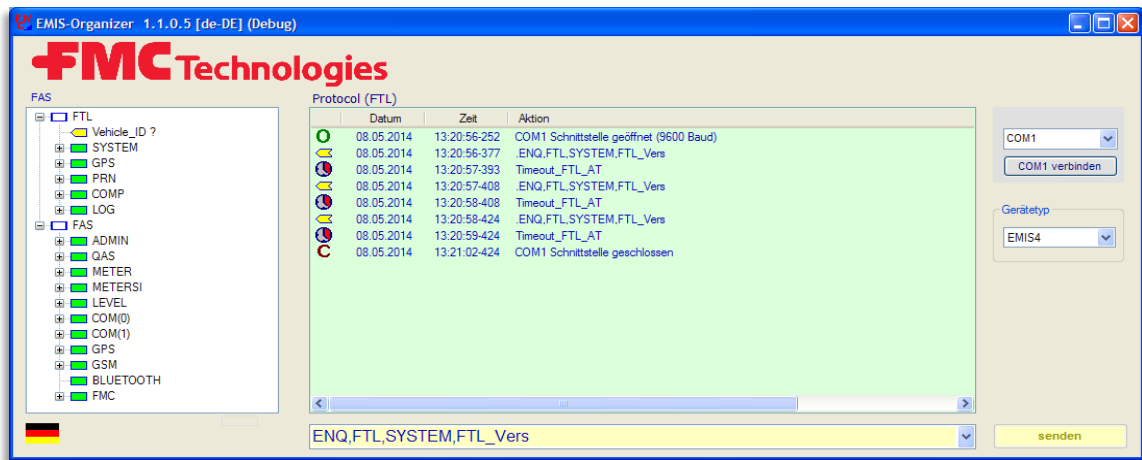 EMIS-Organizer 1.1.0.5 [de-DE] (Debug)
FMC Technologies
FAS
FTL
Vehicle_ID ?
SYSTEM
GPS
PRN
COMP
LOG
FAS
ADMIN
QAS
METER
METERSI
LEVEL
COM(0)
COM(1)
GPS
GSM
BLUETOOTH
FMC
Protocol (FTL)
Datum Zeit Aktion
O 08.05.2014 13:20:56-252 COM1 Schnittstelle geöffnet (9600 Baud)
08.05.2014 13:20:56-377 .ENQ,FTL,SYSTEM,FTL_Vers
08.05.2014 13:20:57-393 Timeout_FTL_AT
08.05.2014 13:20:57-408 .ENQ,FTL,SYSTEM,FTL_Vers
08.05.2014 13:20:58-408 Timeout_FTL_AT
08.05.2014 13:20:58-424 .ENQ,FTL,SYSTEM,FTL_Vers
08.05.2014 13:20:59-424 Timeout_FTL_AT
C 08.05.2014 13:21:02-424 COM1 Schnittstelle geschlossen
COM1
COM1 verbinden
Gerätetyp
EMIS4
ENQ,FTL,SYSTEM,FTL_Vers
senden